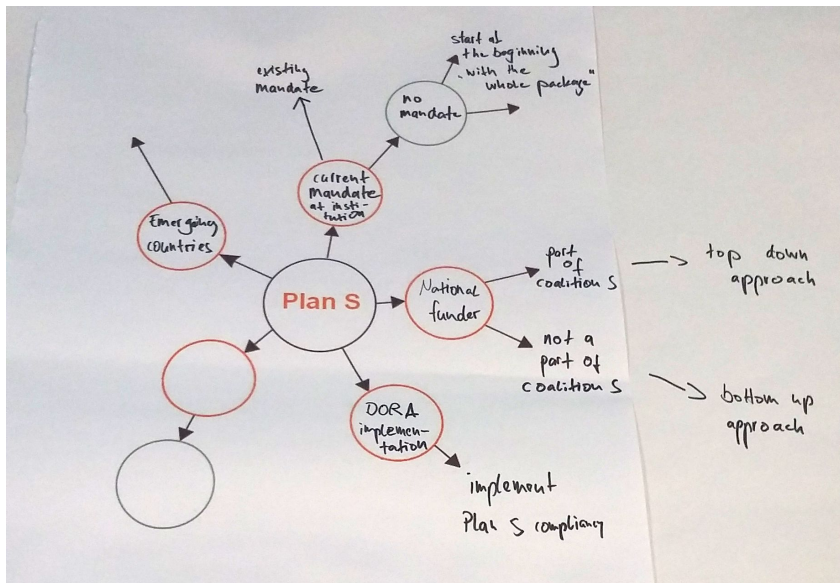 start at
the beginning
"with the
whole package"
existing
mandate
no
mandate
current
mandate
at insti-
tution
Emerging
countries
Plan S
National
funder
part
of
coalition S
top down
approach
not a
part of
coalition S
bottom up
approach
DORA
implemen-
tation
implement
Plan S compliancy